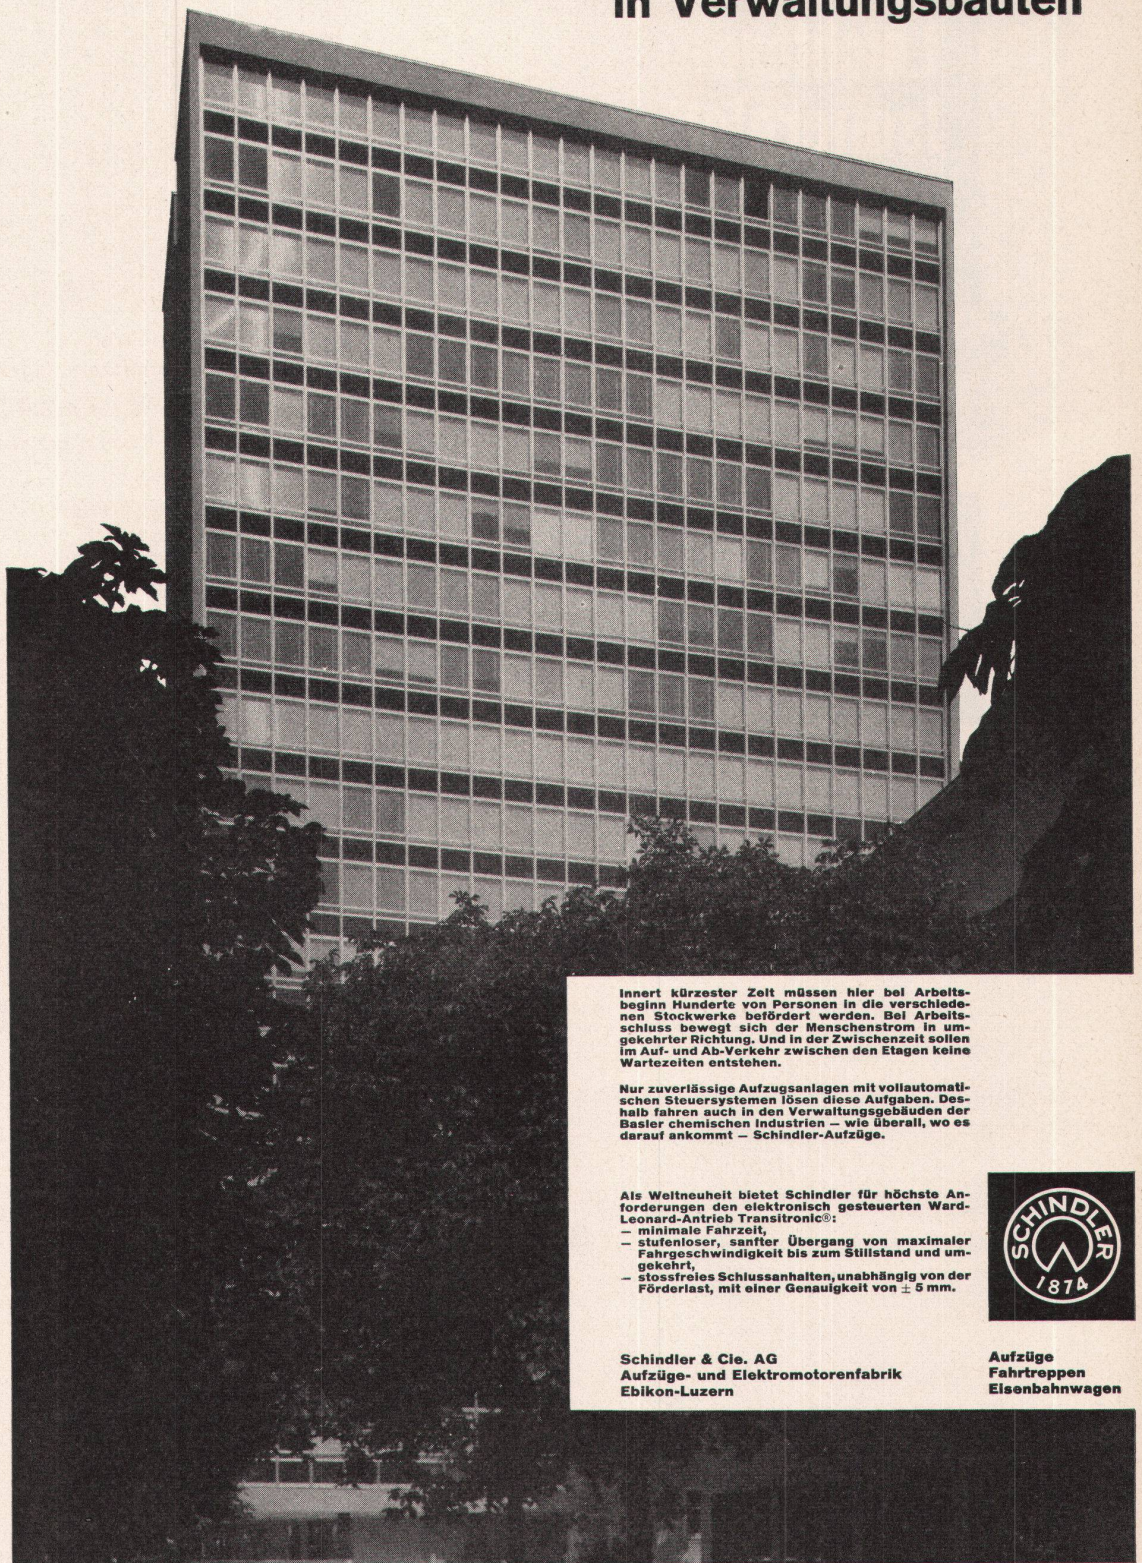 in Verwaltungsbauten
Innert kürzester Zeit müssen hier bei Arbeits-
beginn Hunderte von Personen in die verschiede-
nen Stockwerke befördert werden. Bei Arbeits-
schluss bewegt sich der Menschenstrom in um-
gekehrter Richtung. Und in der Zwischenzeit sollen
im Auf- und Ab-Verkehr zwischen den Etagen keine
Wartezeiten entstehen.
Nur zuverlässige Aufzugsanlagen mit vollautomati-
schen Steuersystemen lösen diese Aufgaben. Des-
halb fahren auch in den Verwaltungsgebäuden der
Basler chemischen Industrien – wie überall, wo es
darauf ankommt – Schindler-Aufzüge.
Als Weltneuheit bietet Schindler für höchste An-
forderungen den elektronisch gesteuerten Ward-
Leonard-Antrieb Transitronic®:
– minimale Fahrzeit,
– stufenloser, sanfter Übergang von maximaler
Fahrgeschwindigkeit bis zum Stillstand und um-
gekehrt,
– stossfreies Schlussanhalten, unabhängig von der
Förderlast, mit einer Genauigkeit von ± 5 mm.
SCHINDLER
1874
Schindler & Cie. AG
Aufzüge- und Elektromotorenfabrik
Ebikon-Luzern
Aufzüge
Fahrtreppen
Eisenbahnwagen